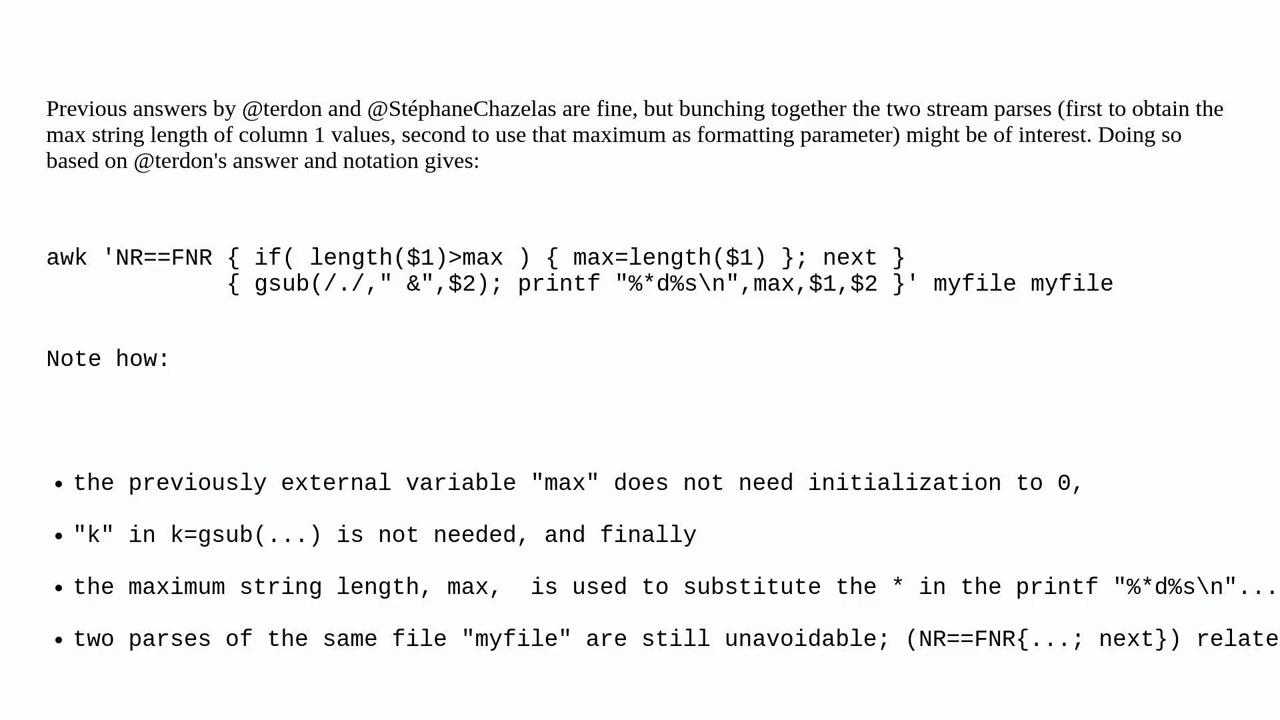 Previous answers by @terdon and @StéphaneChazelas are fine, but bunching together the two stream parses (first to obtain the
max string length of column 1 values, second to use that maximum as formatting parameter) might be of interest. Doing so
based on @terdon's answer and notation gives:
awk 'NR==FNR { if( length($1)>max ) { max=length($1) }; next }
{ gsub(/./," &",$2); printf "%*d%s\n",max,$1,$2 }' myfile myfile
Note how:
• the previously external variable "max" does not need initialization to 0,
• "k" in k=gsub(...) is not needed, and finally
• the maximum string length, max,  is used to substitute the * in the printf "%*d%s\n"...
• two parses of the same file "myfile" are still unavoidable; (NR==FNR{...; next}) relate